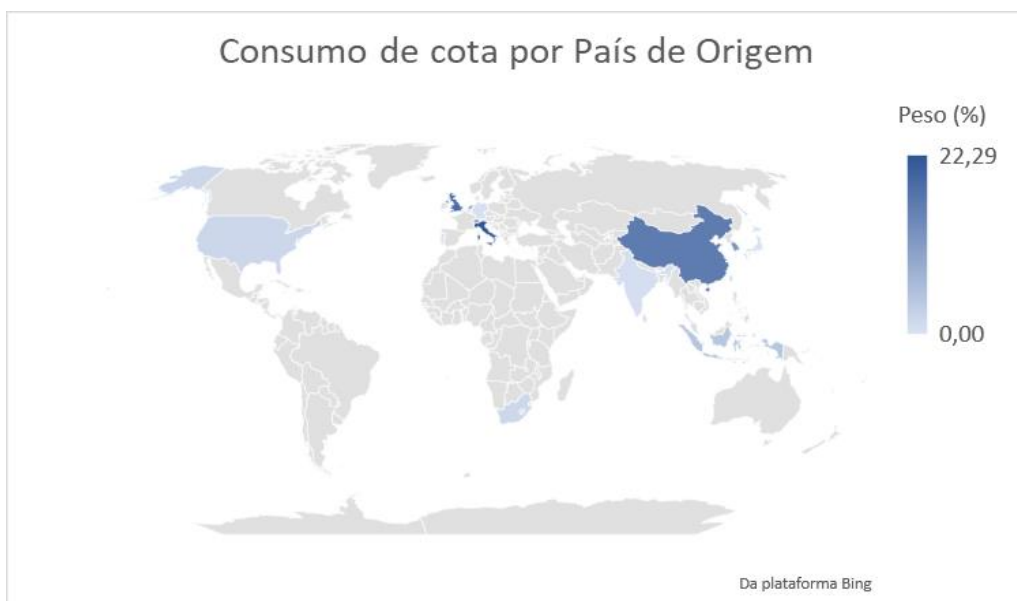 Consumo de cota por País de Origem
Peso (%)
22,29
0,00
Da plataforma Bing